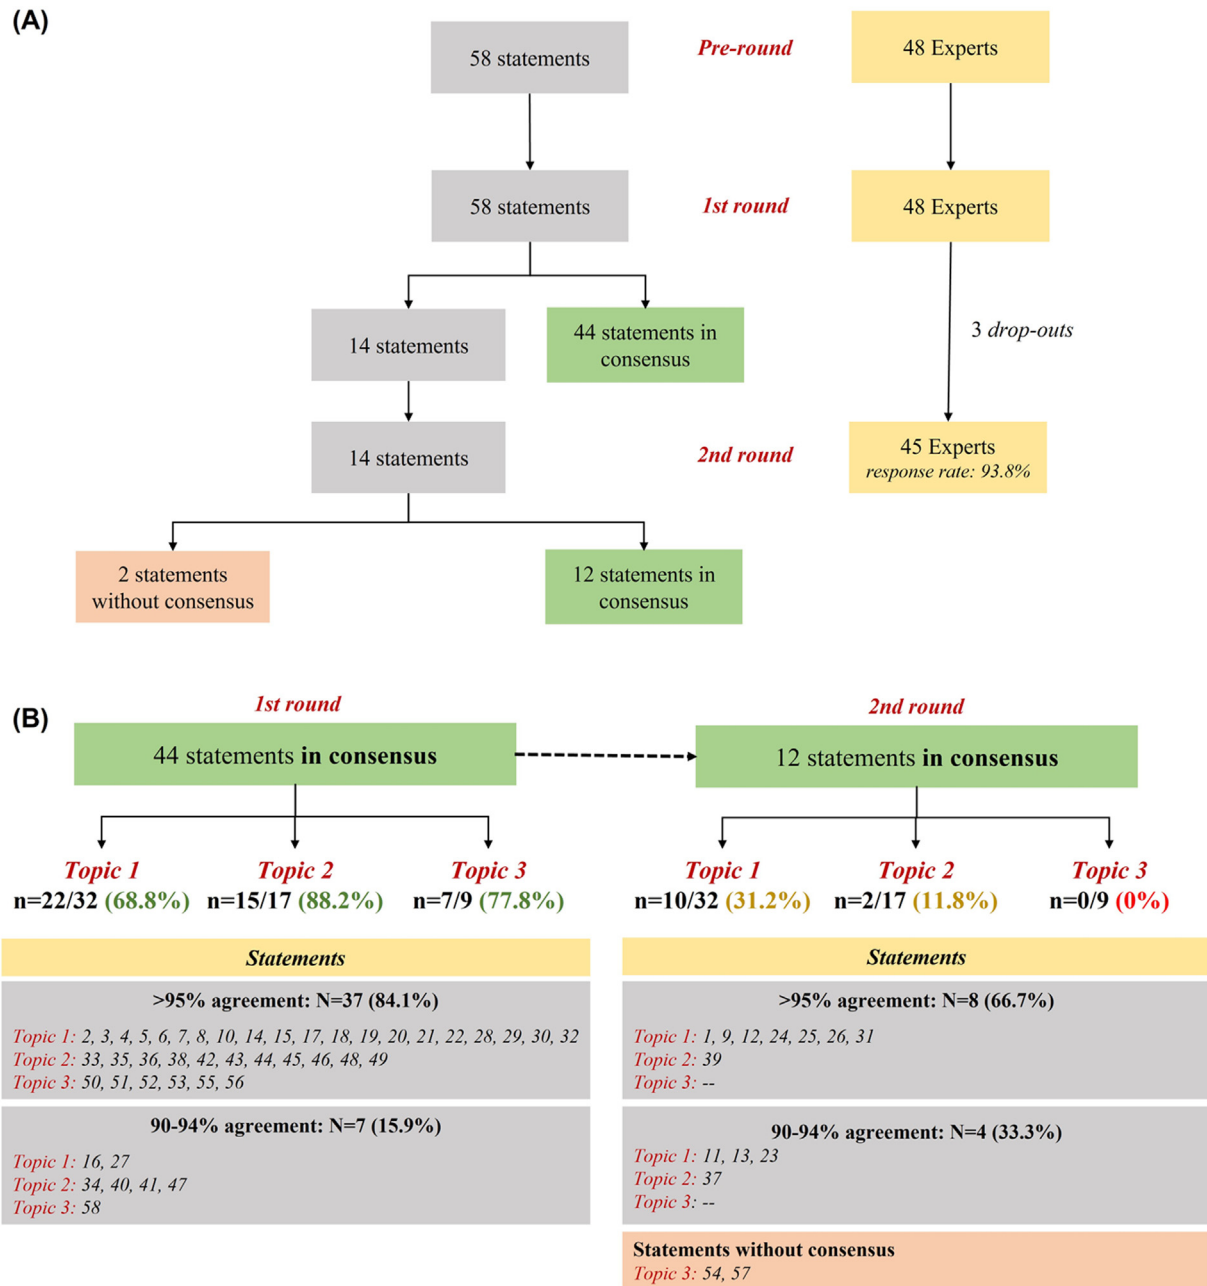 (A)
58 statements
Pre-round
48 Experts
58 statements
1st round
48 Experts
14 statements
44 statements in
consensus
3 drop-outs
14 statements
2nd round
45 Experts
response rate: 93.8%
2 statements
without consensus
12 statements in
consensus
(B)
1st round
44 statements in consensus
2nd round
12 statements in consensus
Topic 1
n=22/32 (68.8%)
Topic 2
n=15/17 (88.2%)
Topic 3
n=7/9 (77.8%)
Topic 1
n=10/32 (31.2%)
Topic 2
n=2/17 (11.8%)
Topic 3
n=0/9 (0%)
Statements
>95% agreement: N=37 (84.1%)
Topic 1: 2, 3, 4, 5, 6, 7, 8, 10, 14, 15, 17, 18, 19, 20, 21, 22, 28, 29, 30, 32
Topic 2: 33, 35, 36, 38, 42, 43, 44, 45, 46, 48, 49
Topic 3: 50, 51, 52, 53, 55, 56
90-94% agreement: N=7 (15.9%)
Topic 1: 16, 27
Topic 2: 34, 40, 41, 47
Topic 3: 58
Statements
>95% agreement: N=8 (66.7%)
Topic 1: 1, 9, 12, 24, 25, 26, 31
Topic 2: 39
Topic 3: --
90-94% agreement: N=4 (33.3%)
Topic 1: 11, 13, 23
Topic 2: 37
Topic 3: --
Statements without consensus
Topic 3: 54, 57